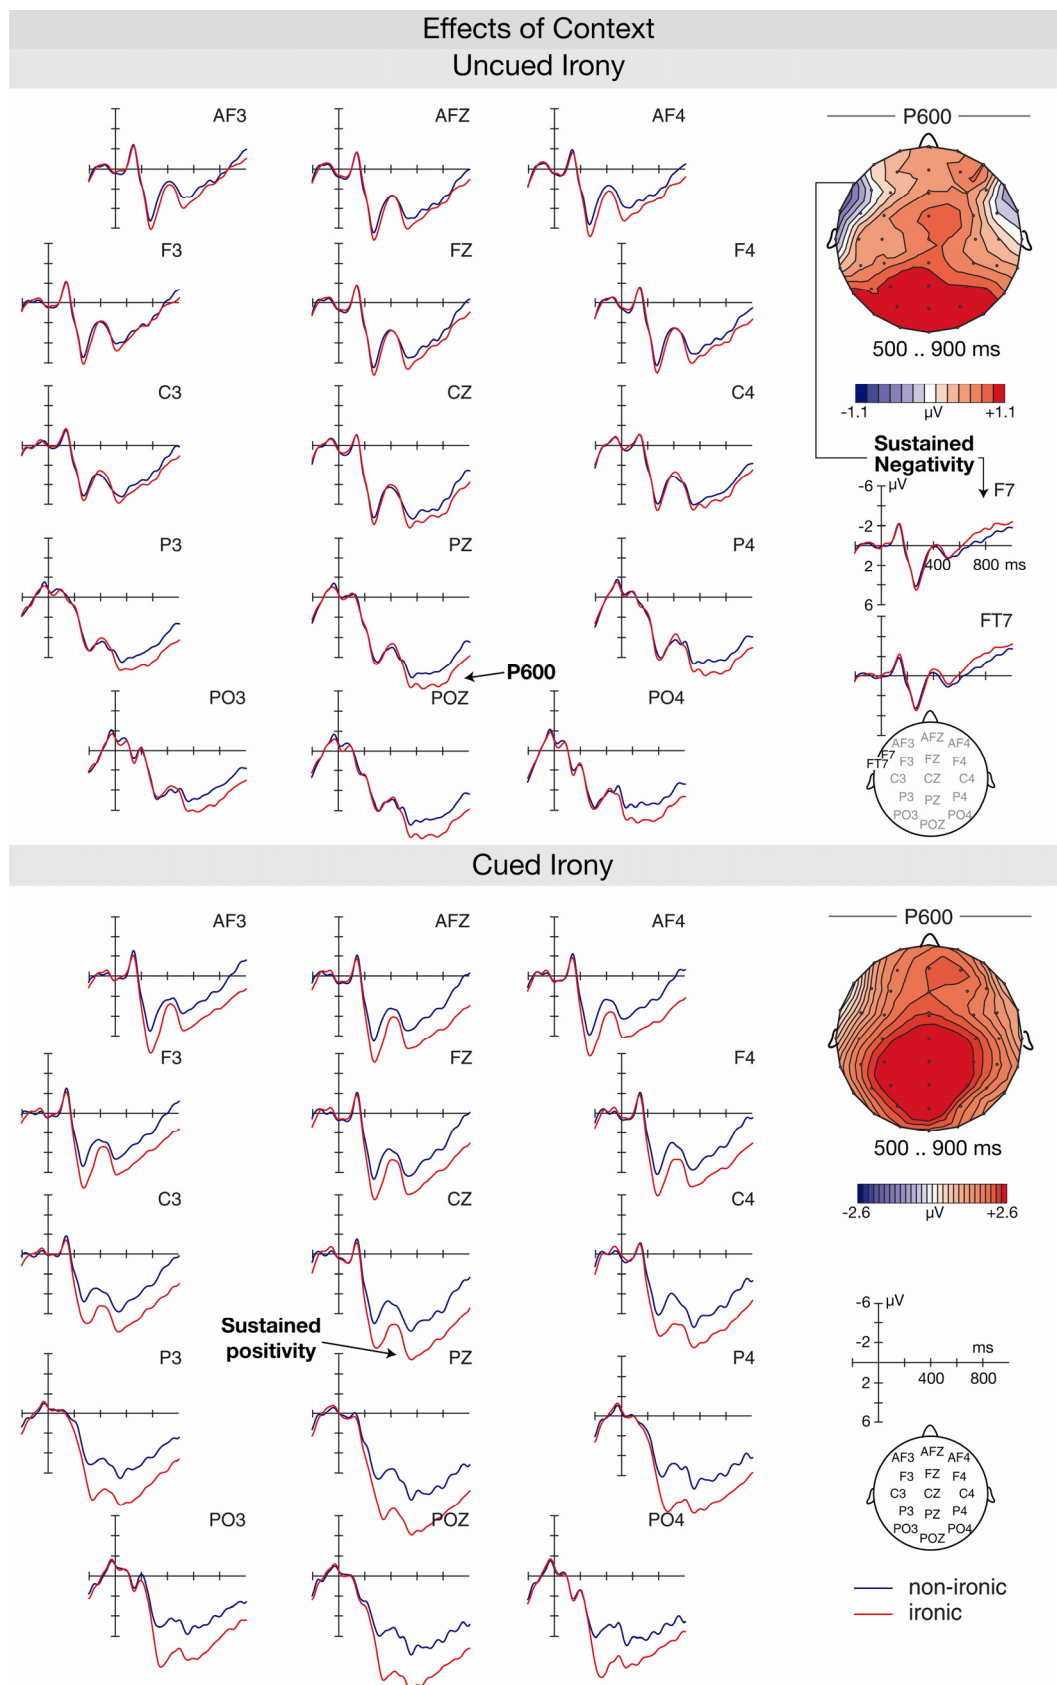 Effects of Context
Uncued Irony
AF3
AFZ
AF4
P600
F3
FZ
F4
500 .. 900 ms
C3
CZ
C4
-1.1
µV
+1.1
Sustained
Negativity
-6
µV
F7
-2
2
400
800 ms
6
P3
PZ
P4
P600
FT7
PO3
POZ
PO4
AF3
AFZ
AF4
F7
FT7
F3
FZ
F4
C3
CZ
C4
P3
PZ
P4
PO3
POZ
PO4
Cued Irony
AF3
AFZ
AF4
P600
F3
FZ
F4
500 .. 900 ms
C3
CZ
C4
-2.6
µV
+2.6
Sustained
positivity
P3
PZ
P4
-6
µV
-2
ms
2
400
800
6
PO3
POZ
PO4
AF3
AFZ
AF4
F3
FZ
F4
C3
CZ
C4
P3
PZ
P4
PO3
POZ
PO4
non-ironic
ironic